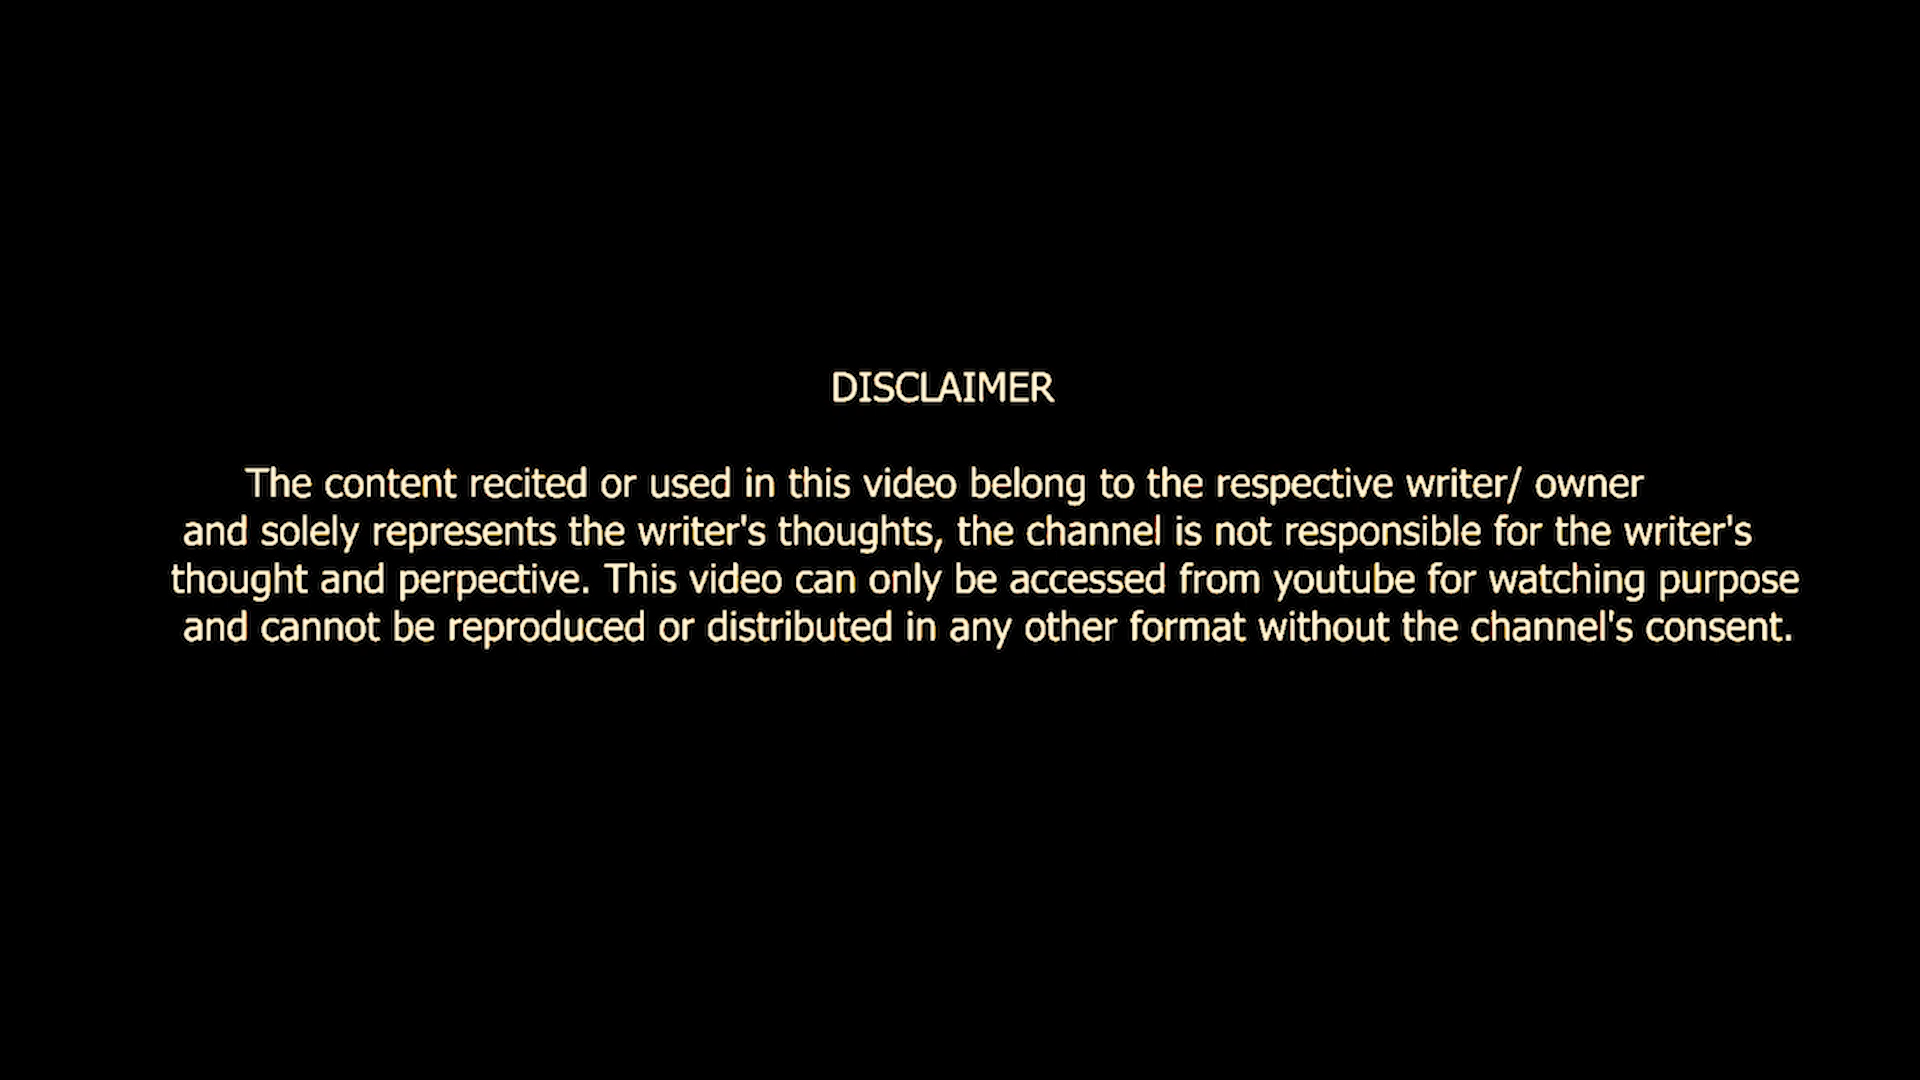 DISCLAIMER
The content recited or used in this video belong to the respective writer/ owner
and solely represents the writer's thoughts, the channel is not responsible for the writer's
thought and perpective. This video can only be accessed from youtube for watching purpose
and cannot be reproduced or distributed in any other format without the channel's consent.